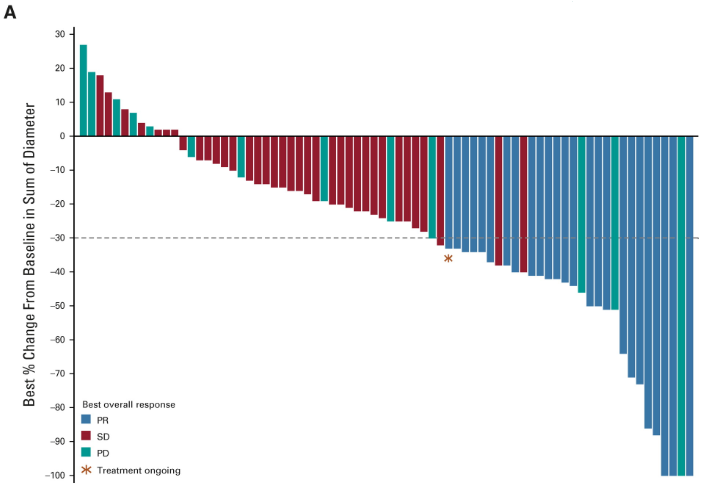 A
Best % Change From Baseline in Sum of Diameter
30
20
10
0
–10
–20
–30
–40
–50
–60
–70
–80
–90
–100
Best overall response
PR
SD
PD
Treatment ongoing